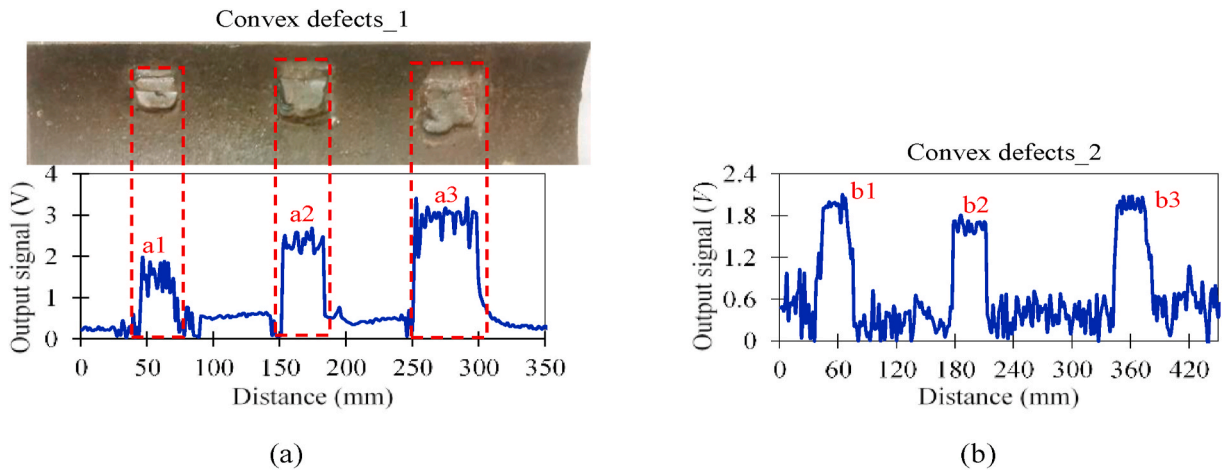 Convex defects_1
4
3
2
1
0
Output signal (V)
a1
a2
a3
0 50 100 150 200 250 300 350
Distance (mm)
(a)
Convex defects_2
2.4
1.8
1.2
0.6
0
Output signal (V)
b1
b2
b3
0 60 120 180 240 300 360 420
Distance (mm)
(b)